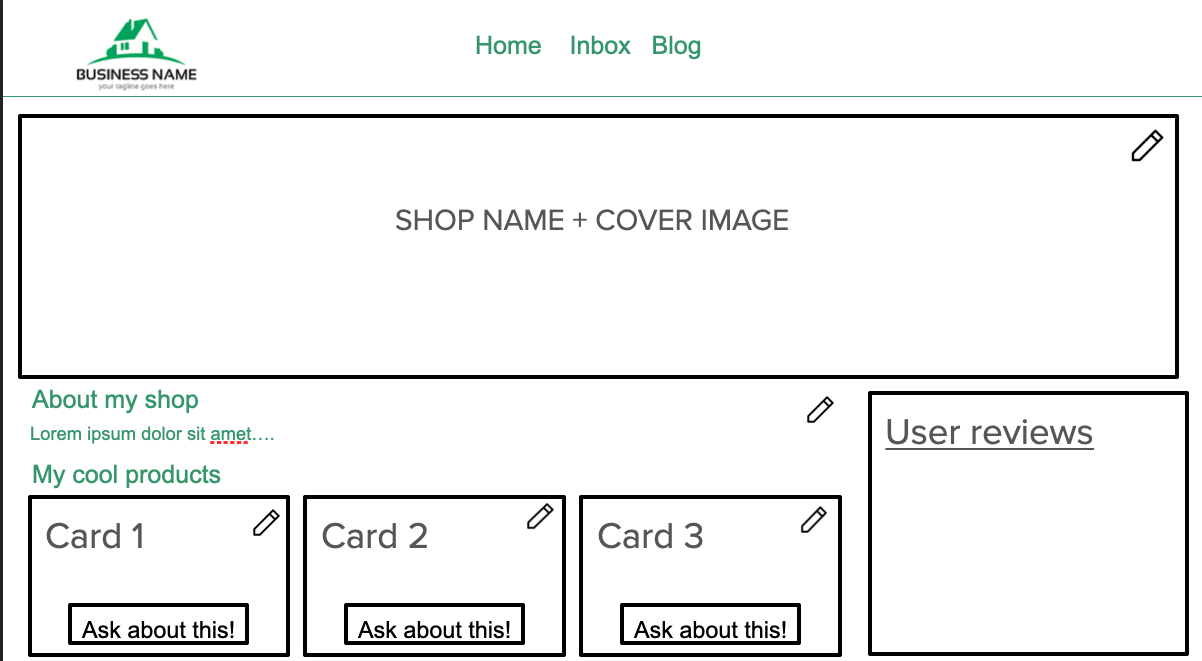 BUSINESS NAME
your tagline goes here
Home Inbox Blog
SHOP NAME + COVER IMAGE
About my shop
Lorem ipsum dolor sit amet....
My cool products
Card 1
Ask about this!
Card 2
Ask about this!
Card 3
Ask about this!
User reviews